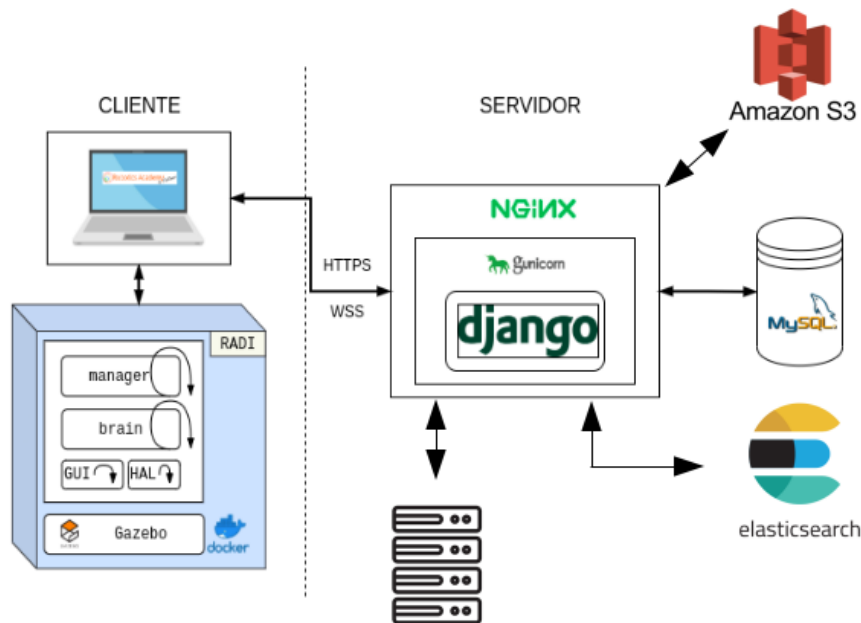 CLIENTE
SERVIDOR
Amazon S3
NGiNX
gunicorn
django
HTTPS
WSS
MySQL
RADI
manager
brain
GUI
HAL
Gazebo
docker
elasticsearch